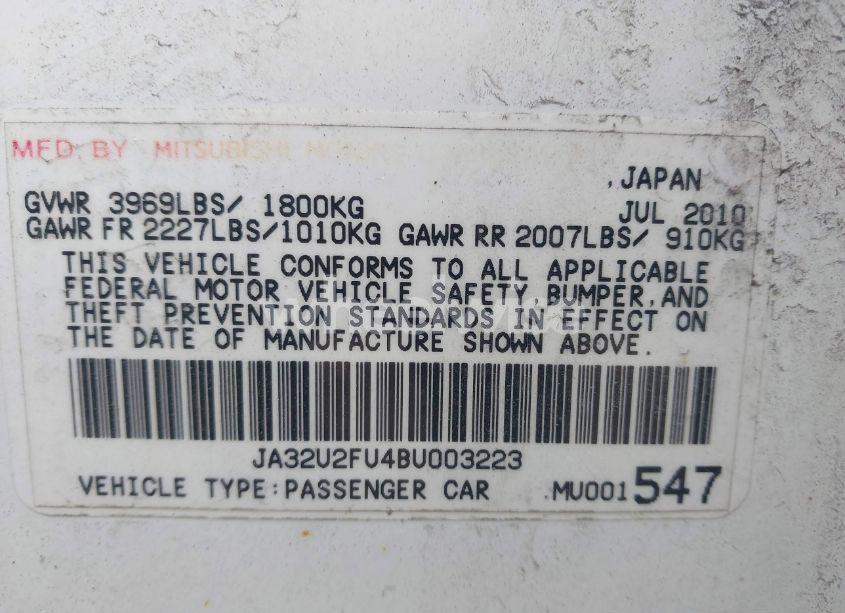 MFD. BY MITSUBISHI
, JAPAN
GVWR 3969LBS/ 1800KG JUL 2010
GAWR FR 2227LBS/1010KG GAWR RR 2007LBS/ 910KG
THIS VEHICLE CONFORMS TO ALL APPLICABLE
FEDERAL MOTOR VEHICLE SAFETY BUMPER, AND
THEFT PREVENTION STANDARDS IN EFFECT ON
THE DATE OF MANUFACTURE SHOWN ABOVE.
JA32U2FU4BU003223
VEHICLE TYPE:PASSENGER CAR MU001547